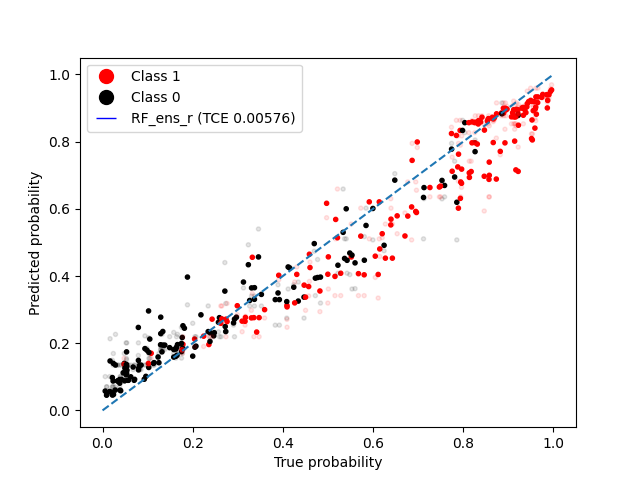 Class 1
Class 0
RF_ens_r (TCE 0.00576)
Predicted probability
1.0
0.8
0.6
0.4
0.2
0.0
0.0 0.2 0.4 0.6 0.8 1.0
True probability